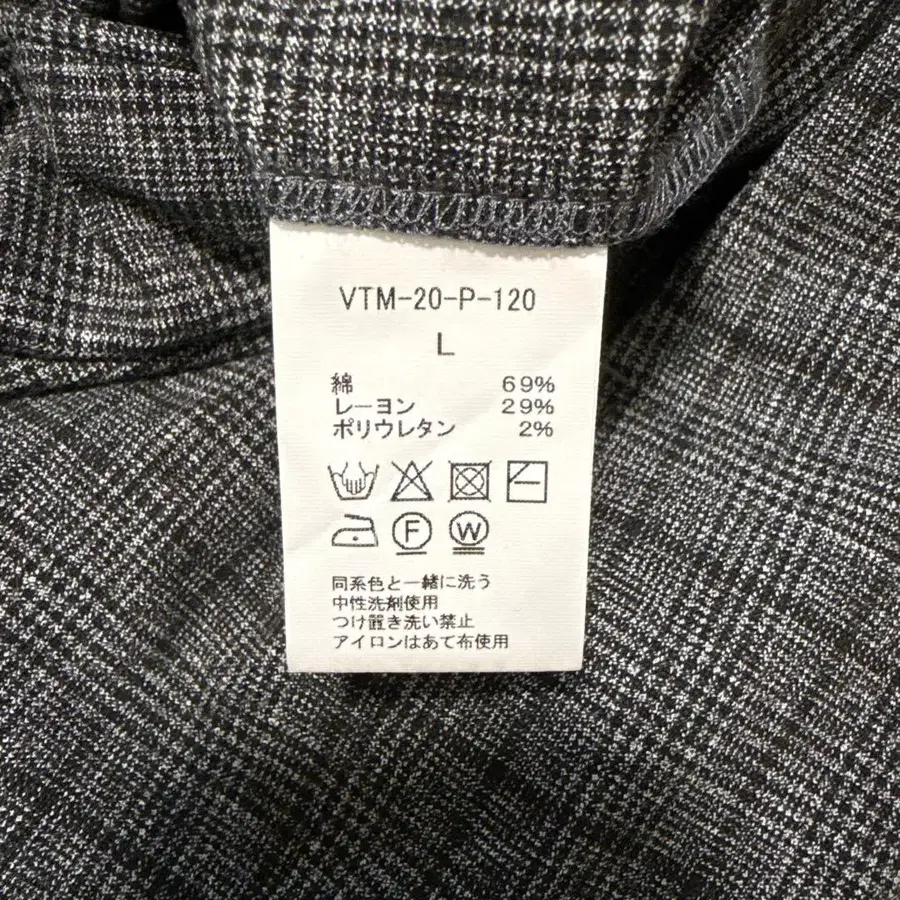 VTM-20-P-120
L
綿 69%
レーヨン 29%
ポリウレタン 2%
F W
同系色と一緒に洗う
中性洗剤使用
つけ置き洗い禁止
アイロンはあて布使用